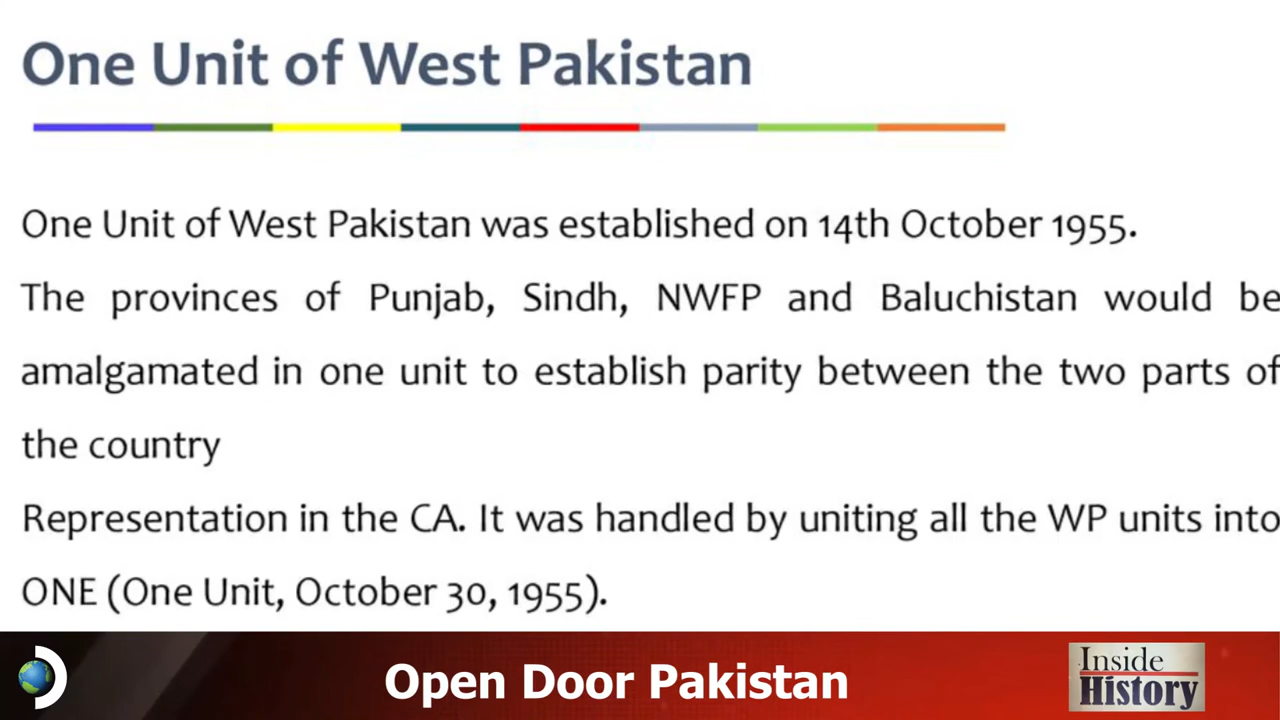 One Unit of West Pakistan
One Unit of West Pakistan was established on 14th October 1955.
The provinces of Punjab, Sindh, NWFP and Baluchistan would be
amalgamated in one unit to establish parity between the two parts of
the country
Representation in the CA. It was handled by uniting all the WP units into
ONE (One Unit, October 30, 1955).
Open Door Pakistan
Inside
History